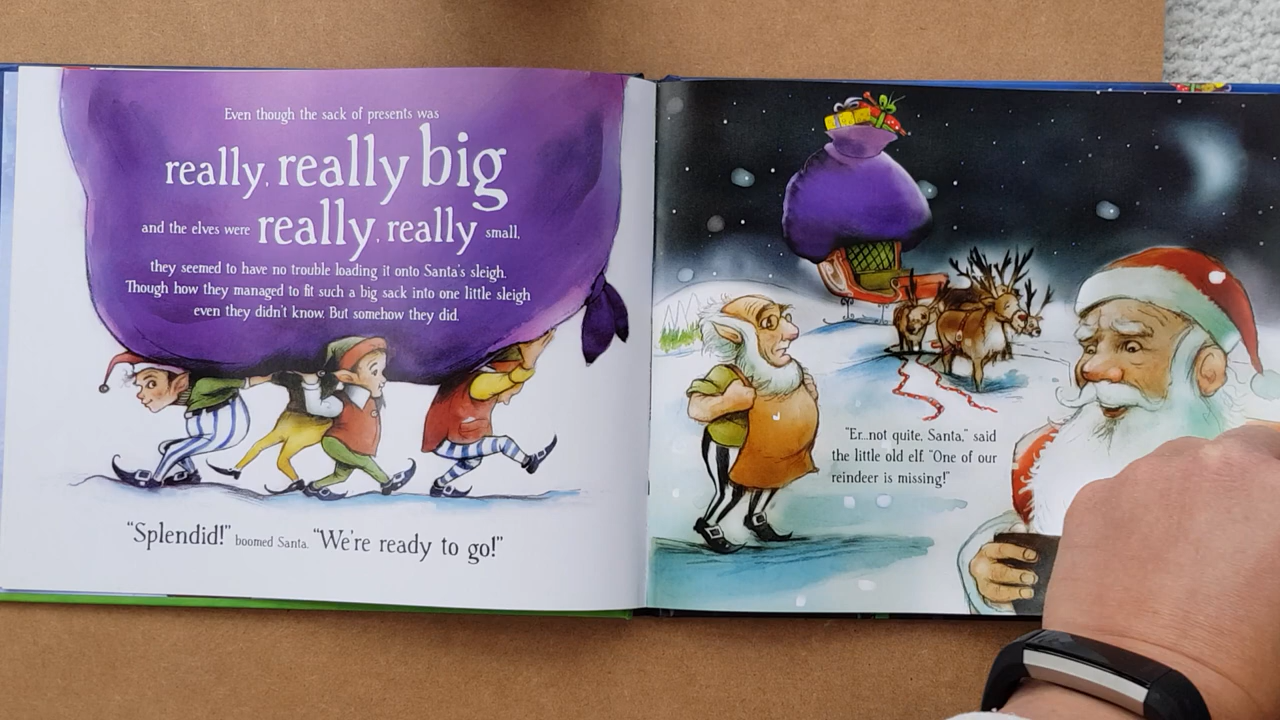 Even though the sack of presents was
really, really big
and the elves were really, really small,
they seemed to have no trouble loading it onto Santa's sleigh.
Though how they managed to fit such a big sack into one little sleigh
even they didn't know. But somehow they did.
"Splendid!" boomed Santa. "We're ready to go!"
"Er...not quite, Santa," said
the little old elf. "One of our
reindeer is missing!"